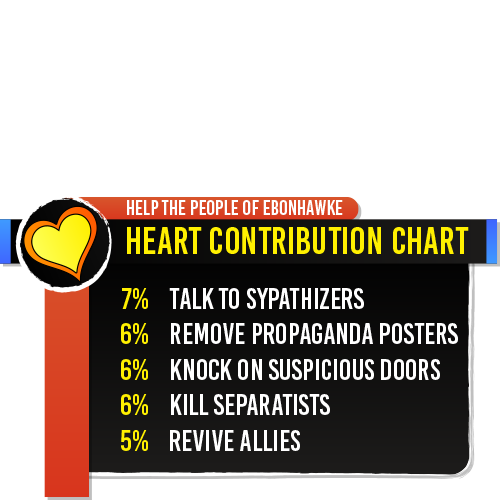 HELP THE PEOPLE OF EBONHAWKE
HEART CONTRIBUTION CHART
7% TALK TO SYPATHIZERS
6% REMOVE PROPAGANDA POSTERS
6% KNOCK ON SUSPICIOUS DOORS
6% KILL SEPARATISTS
5% REVIVE ALLIES